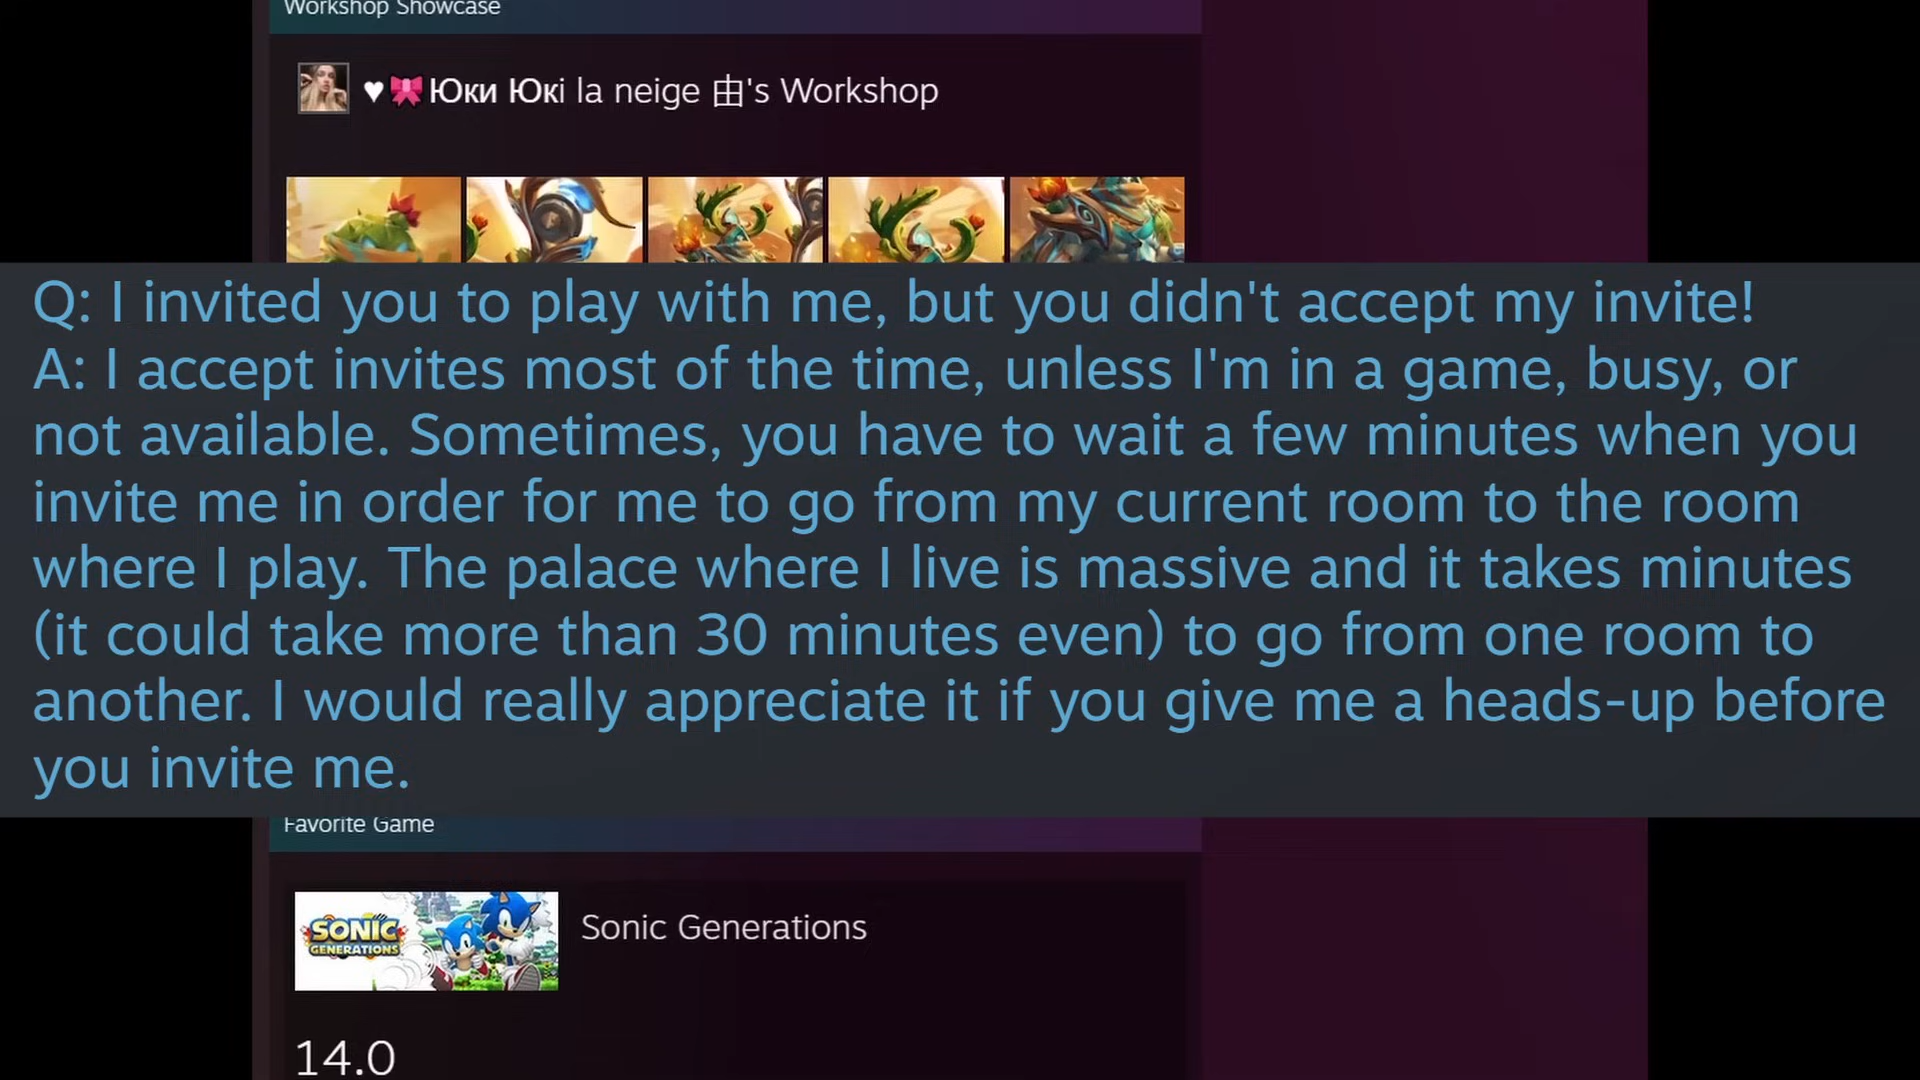 Workshop Showcase
♥🎀Юки Юкi la neige 由's Workshop
Q: I invited you to play with me, but you didn't accept my invite!
A: I accept invites most of the time, unless I'm in a game, busy, or
not available. Sometimes, you have to wait a few minutes when you
invite me in order for me to go from my current room to the room
where I play. The palace where I live is massive and it takes minutes
(it could take more than 30 minutes even) to go from one room to
another. I would really appreciate it if you give me a heads-up before
you invite me.
Favorite Game
SONIC
GENERATIONS
Sonic Generations
14.0